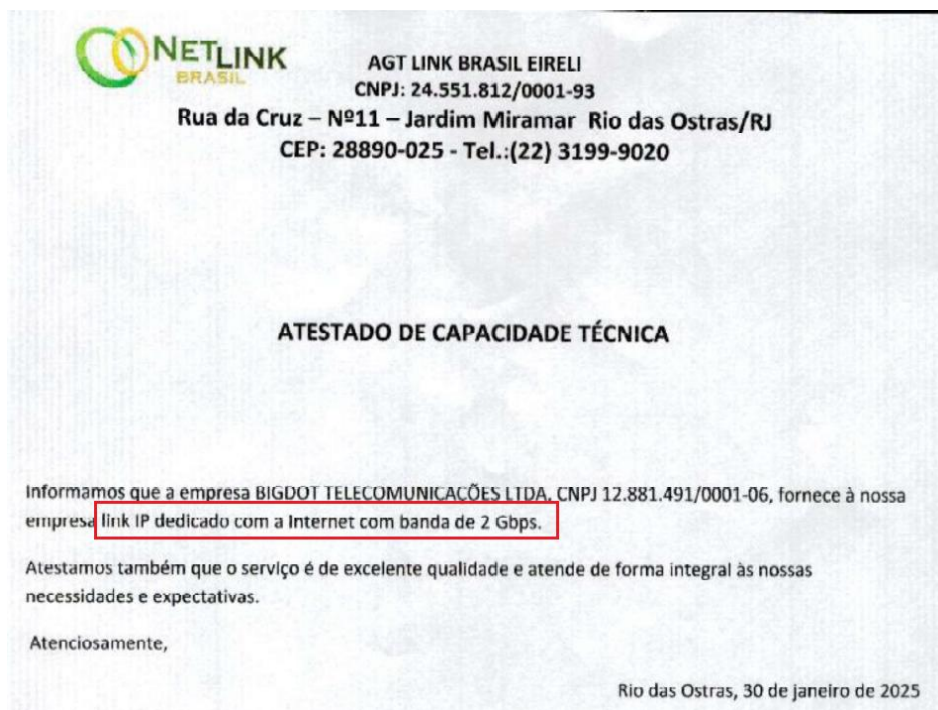 NETLINK
BRASIL
AGT LINK BRASIL EIRELI
CNPJ: 24.551.812/0001-93
Rua da Cruz – Nº11 – Jardim Miramar Rio das Ostras/RJ
CEP: 28890-025 - Tel.:(22) 3199-9020
ATESTADO DE CAPACIDADE TÉCNICA
Informamos que a empresa BIGDOT TELECOMUNICAÇÕES LTDA, CNPJ 12.881.491/0001-06, fornece à nossa
empresa link IP dedicado com a Internet com banda de 2 Gbps.
Atestamos também que o serviço é de excelente qualidade e atende de forma integral às nossas
necessidades e expectativas.
Atenciosamente,
Rio das Ostras, 30 de janeiro de 2025